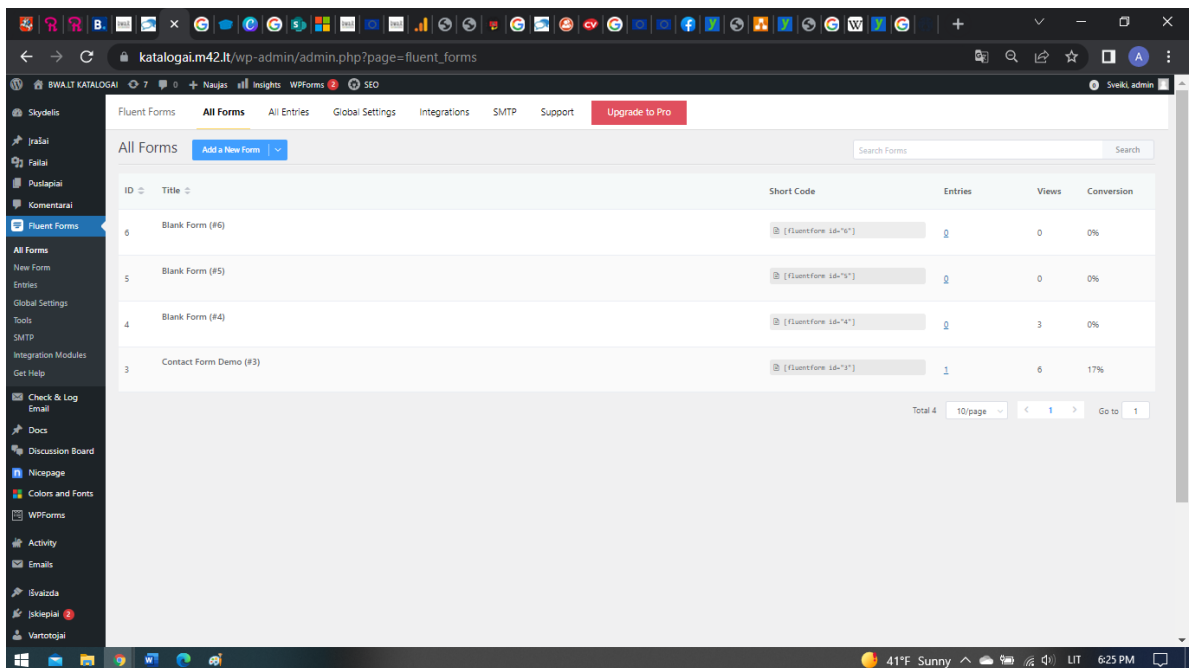 B.
katalogai.m42.lt/wp-admin/admin.php?page=fluent_forms
A
BWA.LT KATALOGAI 7 0 + Naujas Insights WPForms 2 SEO 0 Sveiki, admin
Skydelis
Įrašai
Failai
Puslapiai
Komentarai
Fluent Forms
All Forms
New Form
Entries
Global Settings
Tools
SMTP
Integration Modules
Get Help
Check & Log
Email
Docs
Discussion Board
Nicepage
Colors and Fonts
WPForms
Activity
Emails
Išvaizda
Įskiepiai 2
Vartotojai
Fluent Forms All Forms All Entries Global Settings Integrations SMTP Support Upgrade to Pro
All Forms Add a New Form Search Forms Search
ID Title Short Code Entries Views Conversion
6 Blank Form (#6) [fluentform id="6"] 0 0 0%
5 Blank Form (#5) [fluentform id="5"] 0 0 0%
4 Blank Form (#4) [fluentform id="4"] 0 3 0%
3 Contact Form Demo (#3) [fluentform id="3"] 1 6 17%
Total 4 10/page 1 Go to 1
41°F Sunny LIT 6:25 PM